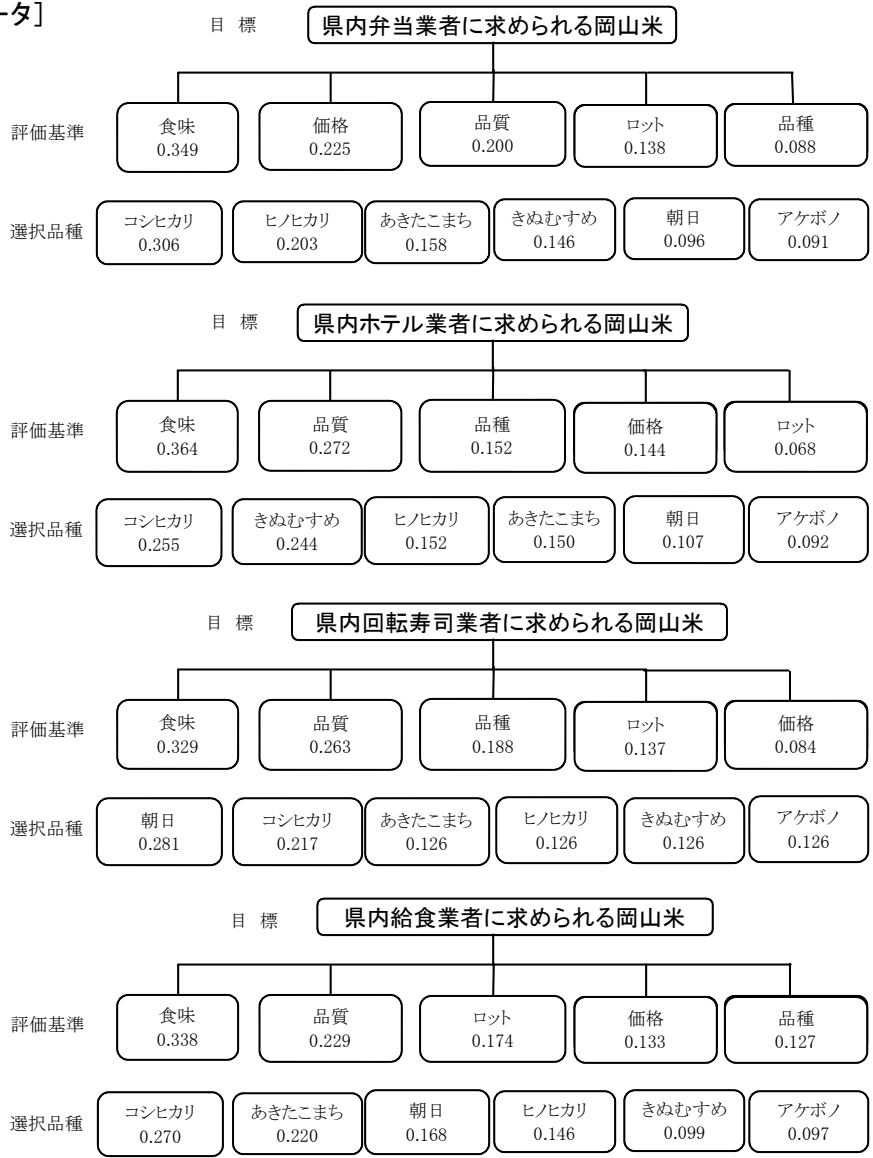 ータ]
目 標 県内弁当業者に求められる岡山米
評価基準
食味 0.349
価格 0.225
品質 0.200
ロット 0.138
品種 0.088
選択品種
コシヒカリ 0.306
ヒノヒカリ 0.203
あきたこまち 0.158
きぬむすめ 0.146
朝日 0.096
アケボノ 0.091
目 標 県内ホテル業者に求められる岡山米
評価基準
食味 0.364
品質 0.272
品種 0.152
価格 0.144
ロット 0.068
選択品種
コシヒカリ 0.255
きぬむすめ 0.244
ヒノヒカリ 0.152
あきたこまち 0.150
朝日 0.107
アケボノ 0.092
目 標 県内回転寿司業者に求められる岡山米
評価基準
食味 0.329
品質 0.263
品種 0.188
ロット 0.137
価格 0.084
選択品種
朝日 0.281
コシヒカリ 0.217
あきたこまち 0.126
ヒノヒカリ 0.126
きぬむすめ 0.126
アケボノ 0.126
目 標 県内給食業者に求められる岡山米
評価基準
食味 0.338
品質 0.229
ロット 0.174
価格 0.133
品種 0.127
選択品種
コシヒカリ 0.270
あきたこまち 0.220
朝日 0.168
ヒノヒカリ 0.146
きぬむすめ 0.099
アケボノ 0.097